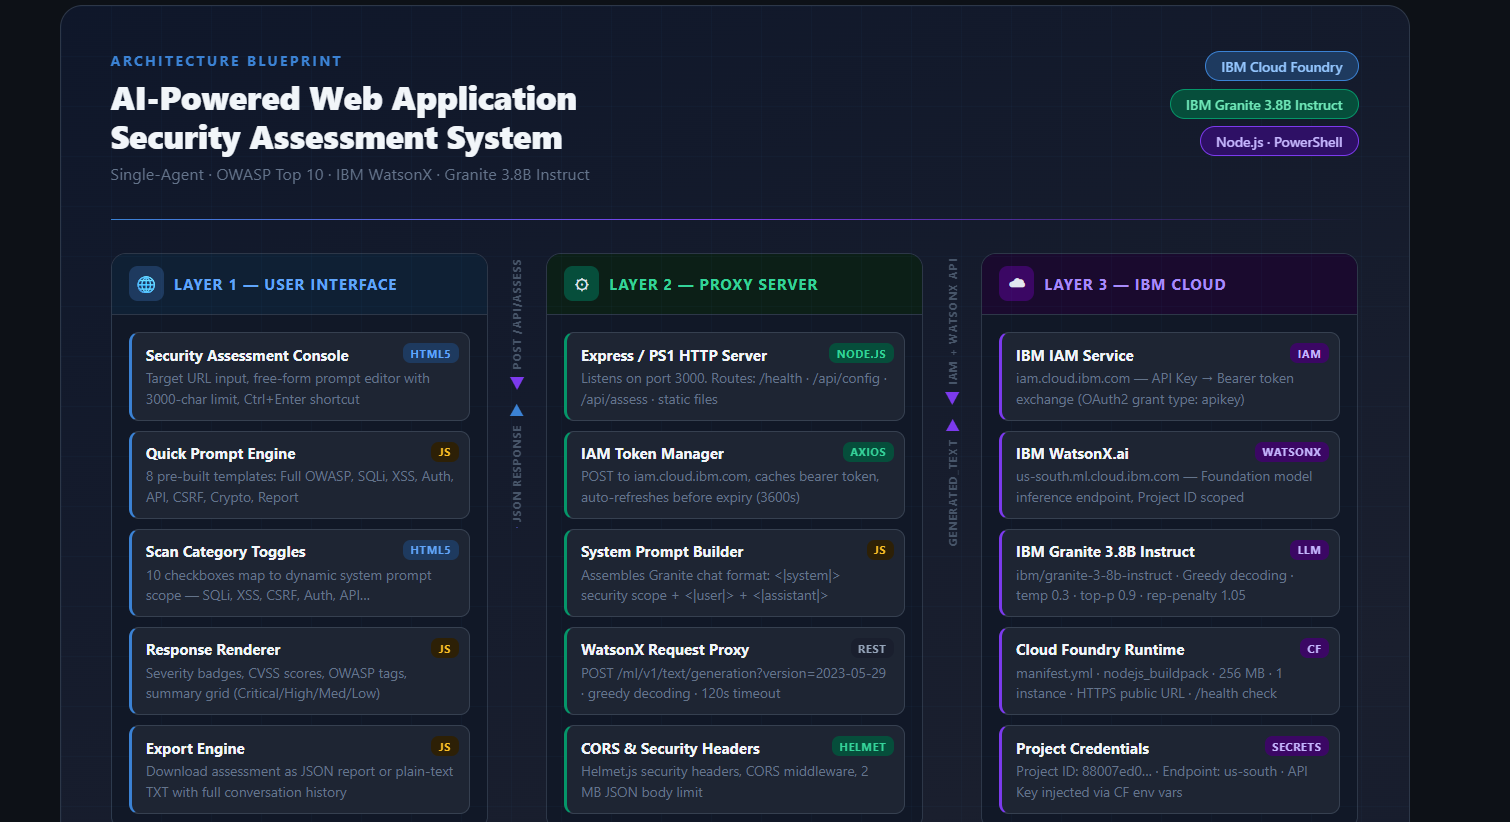 ARCHITECTURE BLUEPRINT
AI-Powered Web Application
Security Assessment System
Single-Agent · OWASP Top 10 · IBM WatsonX · Granite 3.8B Instruct
IBM Cloud Foundry
IBM Granite 3.8B Instruct
Node.js · PowerShell
LAYER 1 — USER INTERFACE
Security Assessment Console
HTML5
Target URL input, free-form prompt editor with
3000-char limit, Ctrl+Enter shortcut
Quick Prompt Engine
JS
8 pre-built templates: Full OWASP, SQLi, XSS, Auth,
API, CSRF, Crypto, Report
Scan Category Toggles
HTML5
10 checkboxes map to dynamic system prompt
scope — SQLi, XSS, CSRF, Auth, API...
Response Renderer
JS
Severity badges, CVSS scores, OWASP tags,
summary grid (Critical/High/Med/Low)
Export Engine
JS
Download assessment as JSON report or plain-text
TXT with full conversation history
POST /API/ASSESS
· JSON RESPONSE
LAYER 2 — PROXY SERVER
Express / PS1 HTTP Server
NODE.JS
Listens on port 3000. Routes: /health · /api/config ·
/api/assess · static files
IAM Token Manager
AXIOS
POST to iam.cloud.ibm.com, caches bearer token,
auto-refreshes before expiry (3600s)
System Prompt Builder
JS
Assembles Granite chat format: <|system|>
security scope + <|user|> + <|assistant|>
WatsonX Request Proxy
REST
POST /ml/v1/text/generation?version=2023-05-29
· greedy decoding · 120s timeout
CORS & Security Headers
HELMET
Helmet.js security headers, CORS middleware, 2
MB JSON body limit
IAM + WATSONX API
GENERATED_TEXT
LAYER 3 — IBM CLOUD
IBM IAM Service
IAM
iam.cloud.ibm.com — API Key → Bearer token
exchange (OAuth2 grant type: apikey)
IBM WatsonX.ai
WATSONX
us-south.ml.cloud.ibm.com — Foundation model
inference endpoint, Project ID scoped
IBM Granite 3.8B Instruct
LLM
ibm/granite-3-8b-instruct · Greedy decoding ·
temp 0.3 · top-p 0.9 · rep-penalty 1.05
Cloud Foundry Runtime
CF
manifest.yml · nodejs_buildpack · 256 MB · 1
instance · HTTPS public URL · /health check
Project Credentials
SECRETS
Project ID: 88007ed0... · Endpoint: us-south · API
Key injected via CF env vars